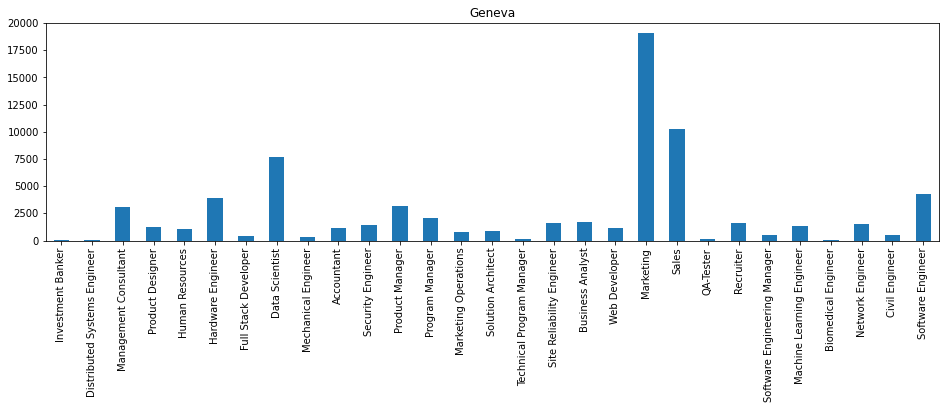 Geneva
20000
17500
15000
12500
10000
7500
5000
2500
0
Investment Banker
Distributed Systems Engineer
Management Consultant
Product Designer
Human Resources
Hardware Engineer
Full Stack Developer
Data Scientist
Mechanical Engineer
Accountant
Security Engineer
Product Manager
Program Manager
Marketing Operations
Solution Architect
Technical Program Manager
Site Reliability Engineer
Business Analyst
Web Developer
Marketing
Sales
QA-Tester
Recruiter
Software Engineering Manager
Machine Learning Engineer
Biomedical Engineer
Network Engineer
Civil Engineer
Software Engineer